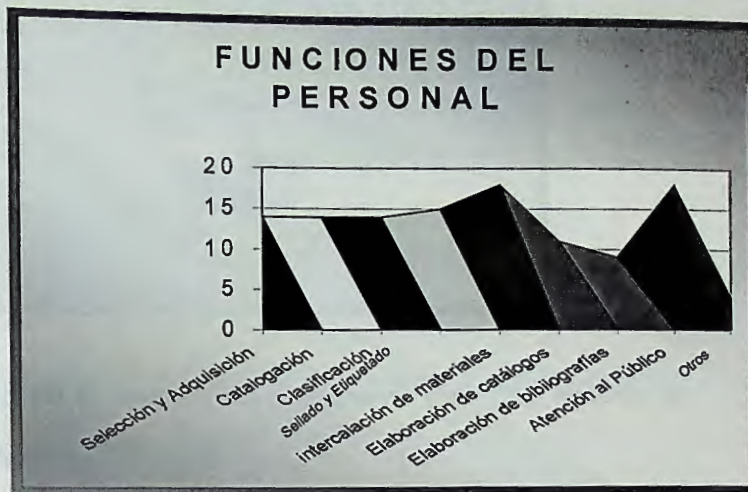 FUNCIONES DEL
PERSONAL
20
15
10
5
0
Selección y Adquisición
Catalogación
Clasificación
Sellado y Etiquetado
intercalación de materiales
Elaboración de catálogos
Elaboración de bibliografías
Atención al Público
Otros